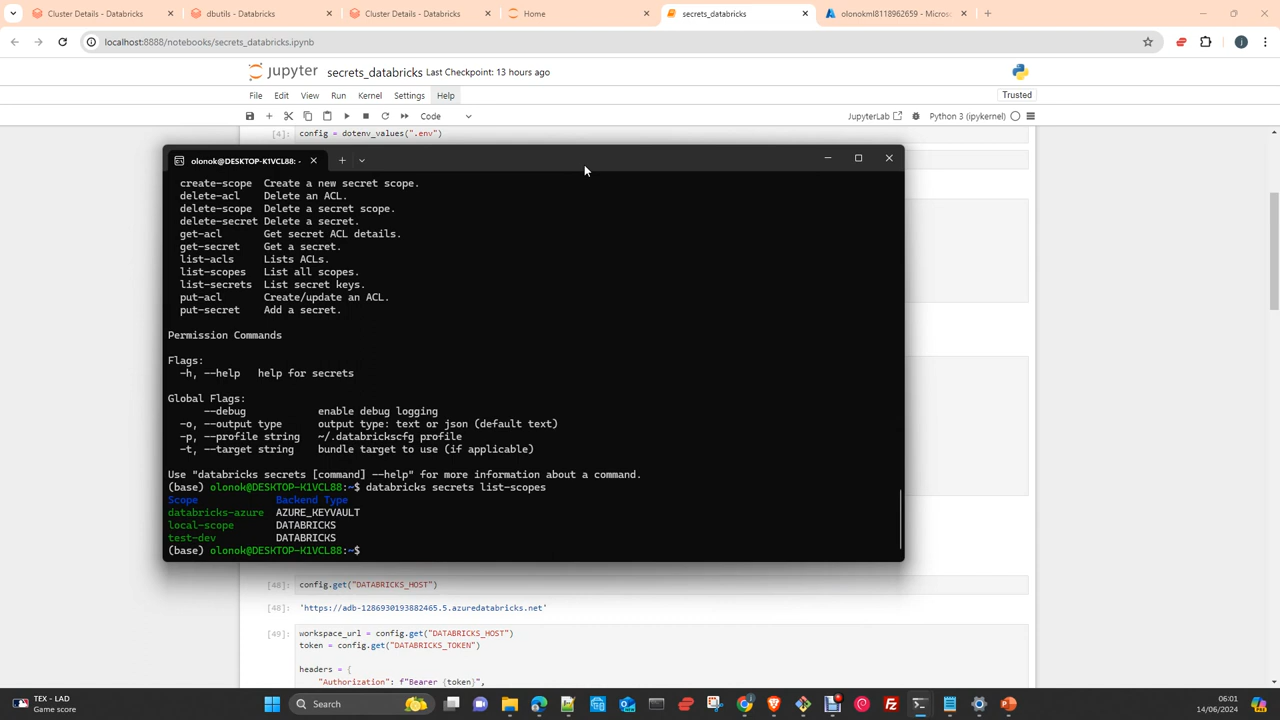 Cluster Details - Databricks
dbutils - Databricks
Cluster Details - Databricks
Home
secrets_databricks
olonokml8118962659 - Micros
localhost:8888/notebooks/secrets_databricks.ipynb
jupyter secrets_databricks Last Checkpoint: 13 hours ago
File Edit View Run Kernel Settings Help
Trusted
Code
JupyterLab
Python 3 (ipykernel)
[4]: config = dotenv_values(".env")
olonok@DESKTOP-K1VCL88: ~
create-scope Create a new secret scope.
delete-acl Delete an ACL.
delete-scope Delete a secret scope.
delete-secret Delete a secret.
get-acl Get secret ACL details.
get-secret Get a secret.
list-acls Lists ACLs.
list-scopes List all scopes.
list-secrets List secret keys.
put-acl Create/update an ACL.
put-secret Add a secret.
Permission Commands
Flags:
-h, --help help for secrets
Global Flags:
--debug enable debug logging
-o, --output type output type: text or json (default text)
-p, --profile string ~/.databrickscfg profile
-t, --target string bundle target to use (if applicable)
Use "databricks secrets [command] --help" for more information about a command.
(base) olonok@DESKTOP-K1VCL88:~$ databricks secrets list-scopes
Scope Backend Type
databricks-azure AZURE_KEYVAULT
local-scope DATABRICKS
test-dev DATABRICKS
(base) olonok@DESKTOP-K1VCL88:~$
[48]: config.get("DATABRICKS_HOST")
[48]: 'https://adb-1286930193882465.5.azuredatabricks.net'
[49]: workspace_url = config.get("DATABRICKS_HOST")
token = config.get("DATABRICKS_TOKEN")
headers = {
"Authorization": f"Bearer {token}",
TEX - LAD
Game score
Search
06:01
14/06/2024